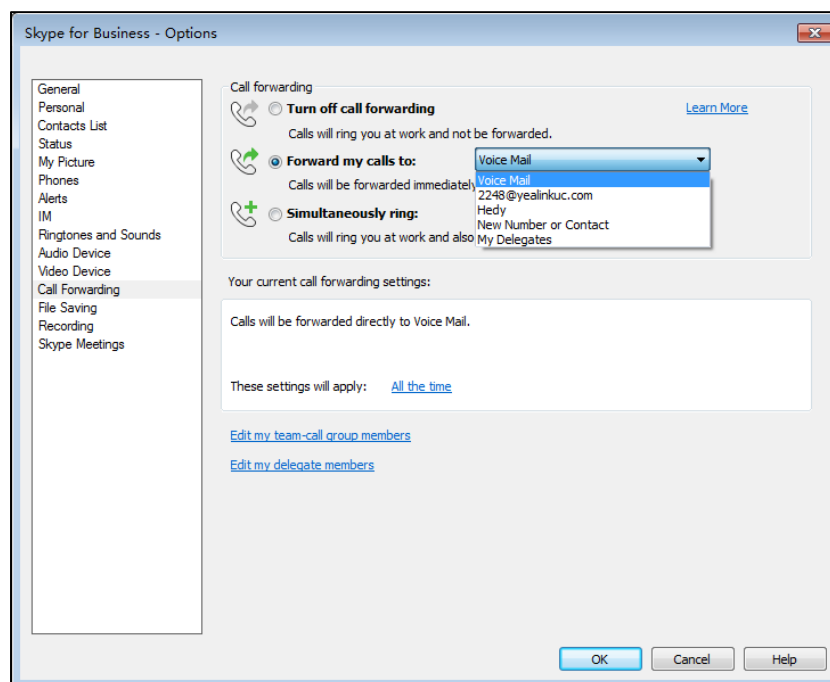 Skype for Business - Options
General
Personal
Contacts List
Status
My Picture
Phones
Alerts
IM
Ringtones and Sounds
Audio Device
Video Device
Call Forwarding
File Saving
Recording
Skype Meetings
Call forwarding
Turn off call forwarding
Learn More
Calls will ring you at work and not be forwarded.
Forward my calls to:
Voice Mail
Calls will be forwarded immediately
Voice Mail
2248@yealinkuc.com
Hedy
New Number or Contact
My Delegates
Simultaneously ring:
Calls will ring you at work and also
Your current call forwarding settings:
Calls will be forwarded directly to Voice Mail.
These settings will apply: All the time
Edit my team-call group members
Edit my delegate members
OK
Cancel
Help